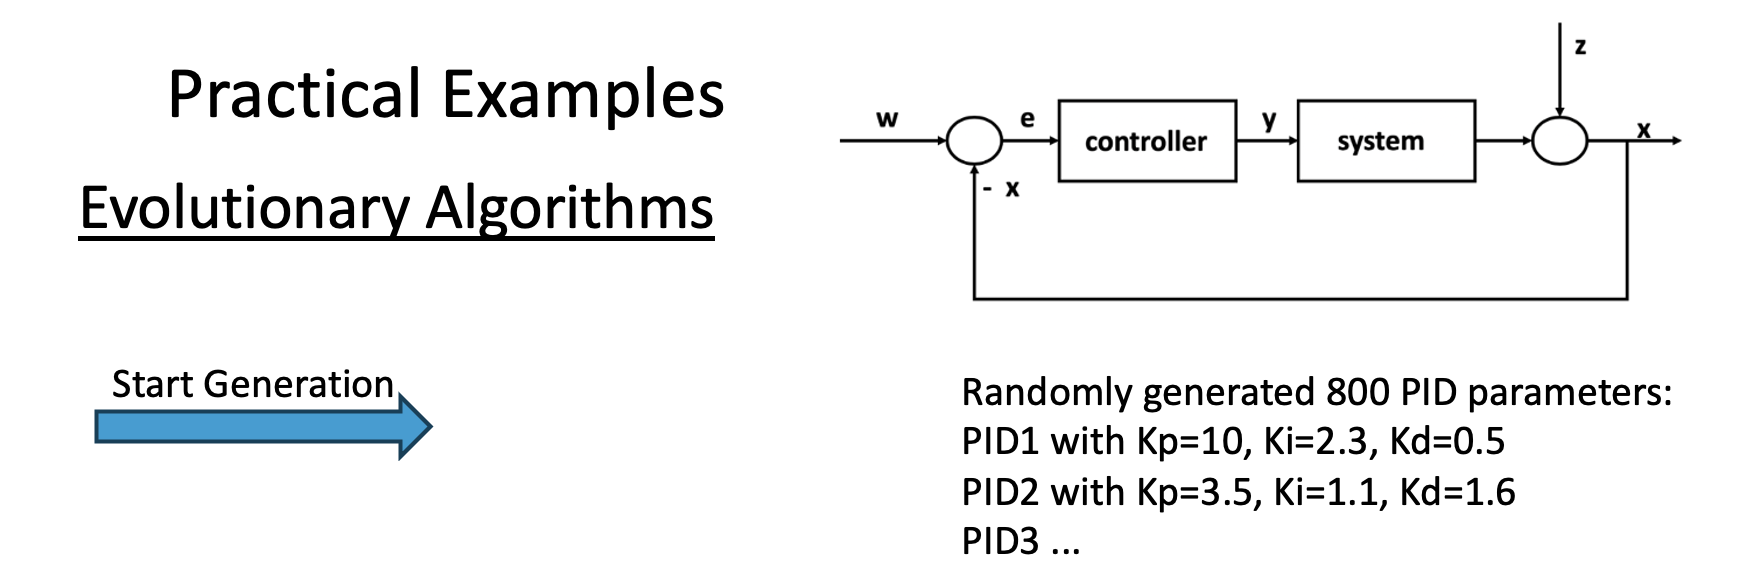 Practical Examples
Evolutionary Algorithms
z
w
e
controller
y
system
x
- x
Start Generation
Randomly generated 800 PID parameters:
PID1 with Kp=10, Ki=2.3, Kd=0.5
PID2 with Kp=3.5, Ki=1.1, Kd=1.6
PID3 ...